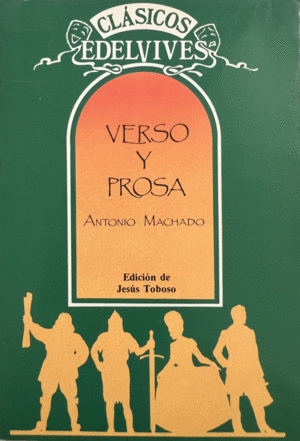 CLÁSICOS
EDELVIVES
VERSO
Y
PROSA
ANTONIO MACHADO
Edición de
Jesús Toboso